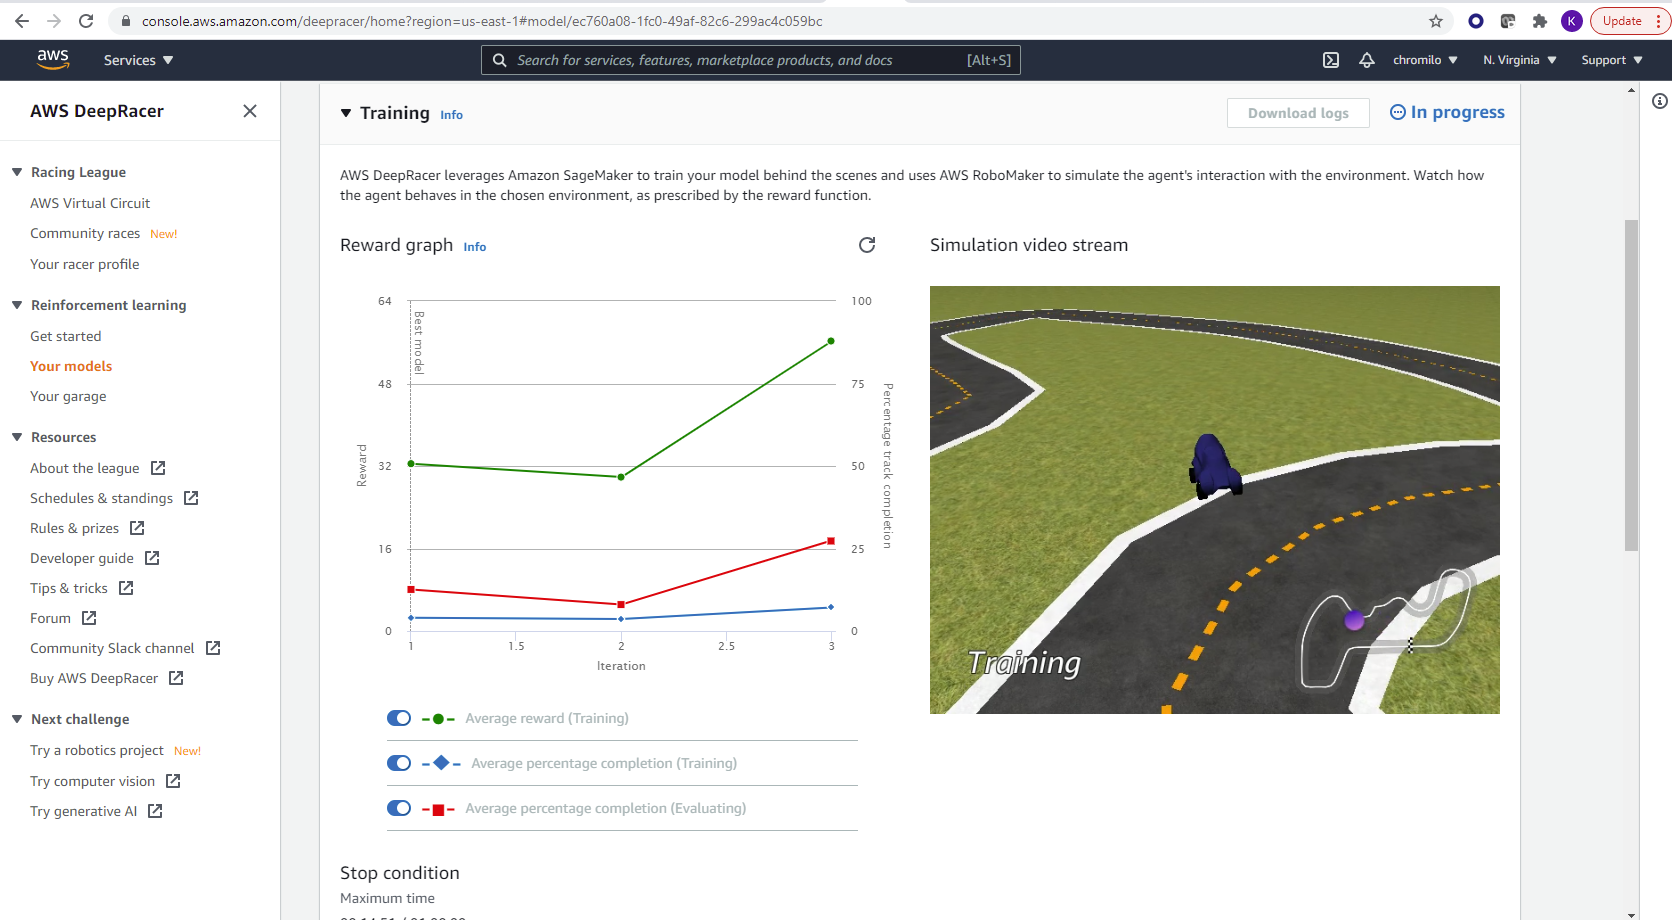 console.aws.amazon.com/deepracer/home?region=us-east-1#model/ec760a08-1fc0-49af-82c6-299ac4c059bc
K
Update
aws
Services
Search for services, features, marketplace products, and docs
[Alt+S]
chromilo
N. Virginia
Support
AWS DeepRacer
Racing League
AWS Virtual Circuit
Community races New!
Your racer profile
Reinforcement learning
Get started
Your models
Your garage
Resources
About the league
Schedules & standings
Rules & prizes
Developer guide
Tips & tricks
Forum
Community Slack channel
Buy AWS DeepRacer
Next challenge
Try a robotics project New!
Try computer vision
Try generative AI
Training Info
Download logs
In progress
AWS DeepRacer leverages Amazon SageMaker to train your model behind the scenes and uses AWS RoboMaker to simulate the agent's interaction with the environment. Watch how
the agent behaves in the chosen environment, as prescribed by the reward function.
Reward graph Info
64
48
32
16
0
Reward
Best model
100
75
50
25
0
Percentage track completion
1
1.5
2
2.5
3
Iteration
Average reward (Training)
Average percentage completion (Training)
Average percentage completion (Evaluating)
Simulation video stream
Training
Stop condition
Maximum time